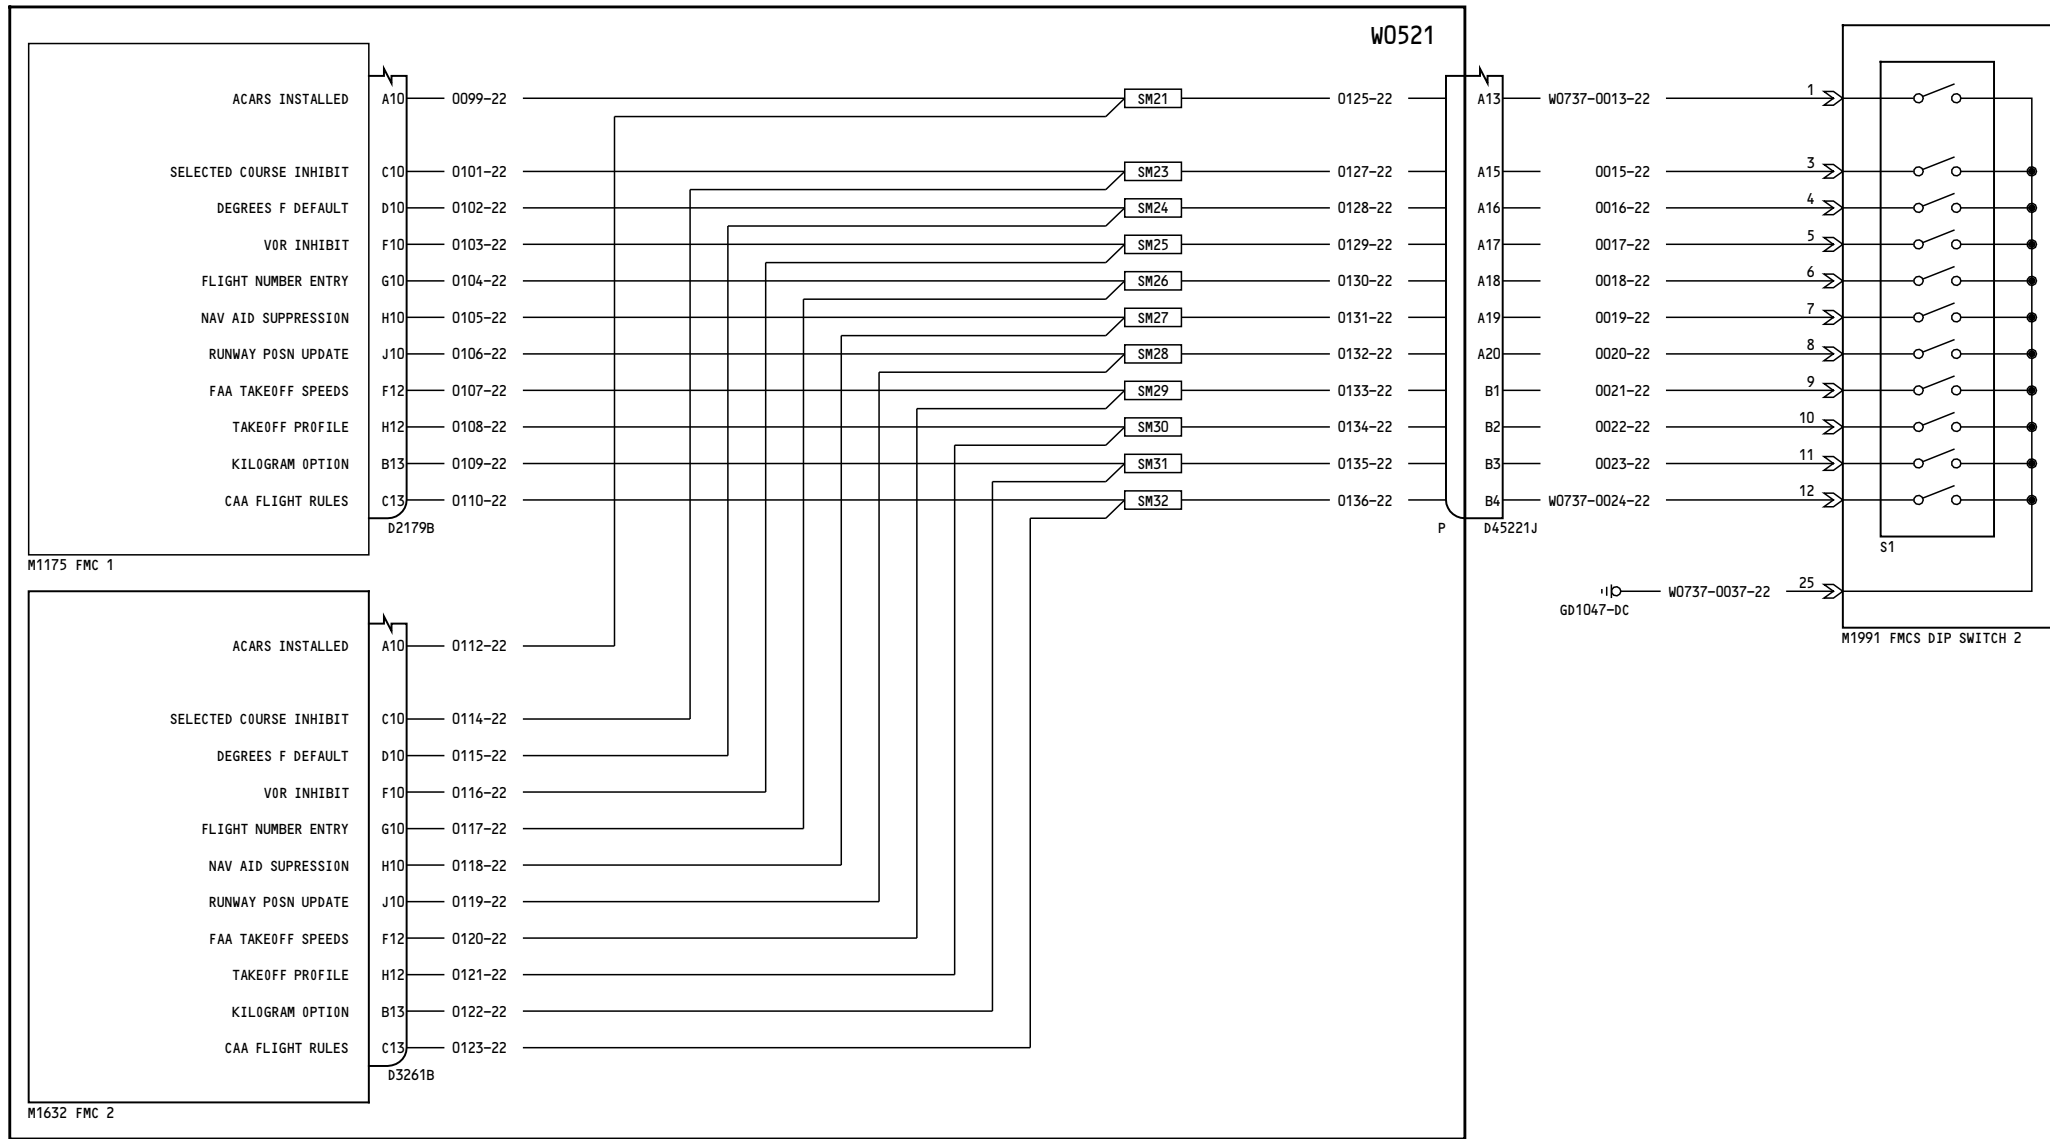 W0521
ACARS INSTALLED A10 0099-22 SM21 0125-22 A13 W0737-0013-22 1
SELECTED COURSE INHIBIT C10 0101-22 SM23 0127-22 A15 0015-22 3
DEGREES F DEFAULT D10 0102-22 SM24 0128-22 A16 0016-22 4
VOR INHIBIT F10 0103-22 SM25 0129-22 A17 0017-22 5
FLIGHT NUMBER ENTRY G10 0104-22 SM26 0130-22 A18 0018-22 6
NAV AID SUPPRESSION H10 0105-22 SM27 0131-22 A19 0019-22 7
RUNWAY POSN UPDATE J10 0106-22 SM28 0132-22 A20 0020-22 8
FAA TAKEOFF SPEEDS F12 0107-22 SM29 0133-22 B1 0021-22 9
TAKEOFF PROFILE H12 0108-22 SM30 0134-22 B2 0022-22 10
KILOGRAM OPTION B13 0109-22 SM31 0135-22 B3 0023-22 11
CAA FLIGHT RULES C13 0110-22 SM32 0136-22 B4 W0737-0024-22 12
D2179B P D45221J
S1
M1175 FMC 1
W0737-0037-22 25
GD1047-DC
M1991 FMCS DIP SWITCH 2
ACARS INSTALLED A10 0112-22
SELECTED COURSE INHIBIT C10 0114-22
DEGREES F DEFAULT D10 0115-22
VOR INHIBIT F10 0116-22
FLIGHT NUMBER ENTRY G10 0117-22
NAV AID SUPRESSION H10 0118-22
RUNWAY POSN UPDATE J10 0119-22
FAA TAKEOFF SPEEDS F12 0120-22
TAKEOFF PROFILE H12 0121-22
KILOGRAM OPTION B13 0122-22
CAA FLIGHT RULES C13 0123-22
D3261B
M1632 FMC 2